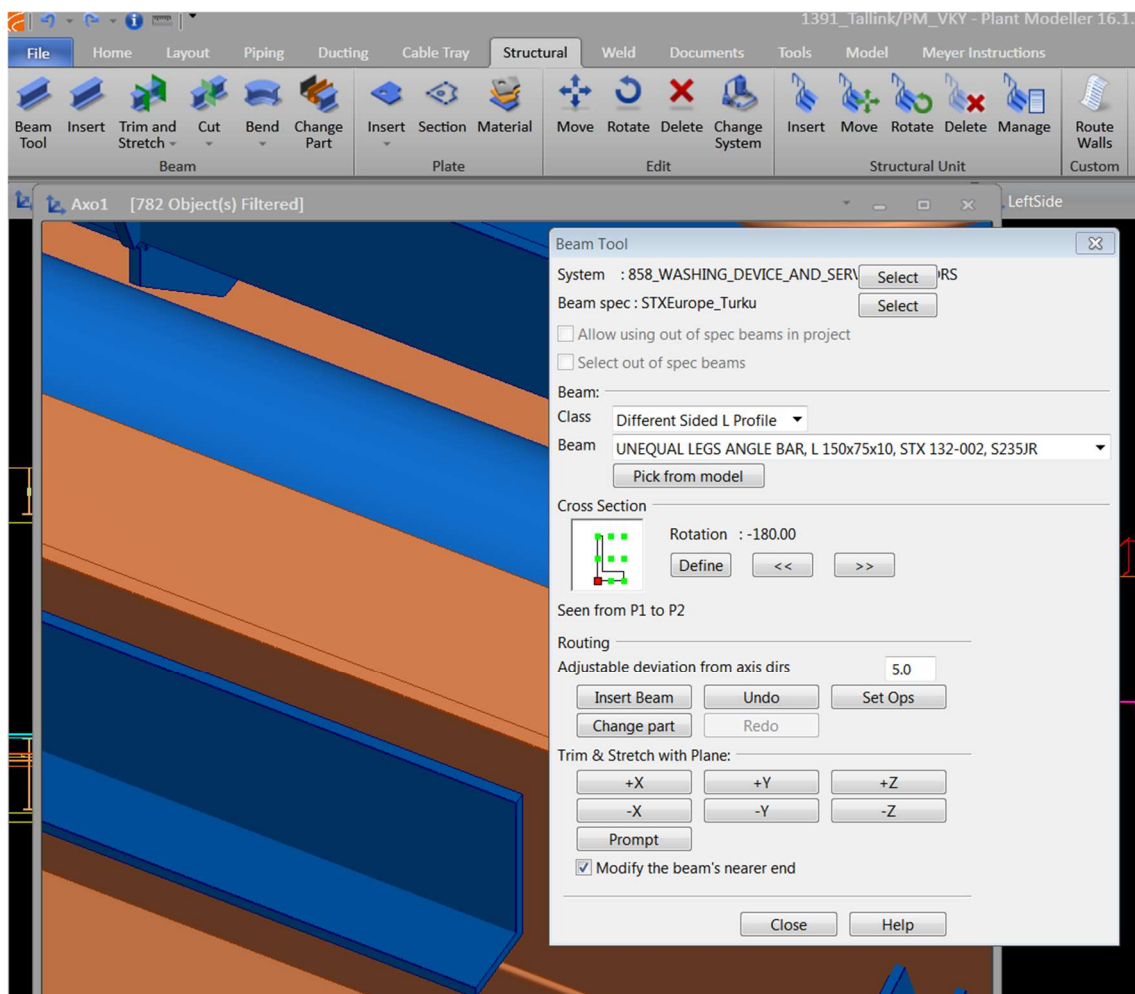 1391_Tallink/PM_VKY - Plant Modeller 16.1.
File Home Layout Piping Ducting Cable Tray Structural Weld Documents Tools Model Meyer Instructions
Beam Tool Insert Trim and Stretch Cut Bend Change Part Insert Section Material Move Rotate Delete Change System Insert Move Rotate Delete Manage Route Walls
Beam Plate Edit Structural Unit Custom
Axo1 [782 Object(s) Filtered] LeftSide
Beam Tool
System : 858_WASHING_DEVICE_AND_SERV Select RS
Beam spec : STXEurope_Turku Select
Allow using out of spec beams in project
Select out of spec beams
Beam:
Class Different Sided L Profile
Beam UNEQUAL LEGS ANGLE BAR, L 150x75x10, STX 132-002, S235JR
Pick from model
Cross Section
Rotation : -180.00
Define << >>
Seen from P1 to P2
Routing
Adjustable deviation from axis dirs 5.0
Insert Beam Undo Set Ops
Change part Redo
Trim & Stretch with Plane:
+X +Y +Z
-X -Y -Z
Prompt
Modify the beam's nearer end
Close Help